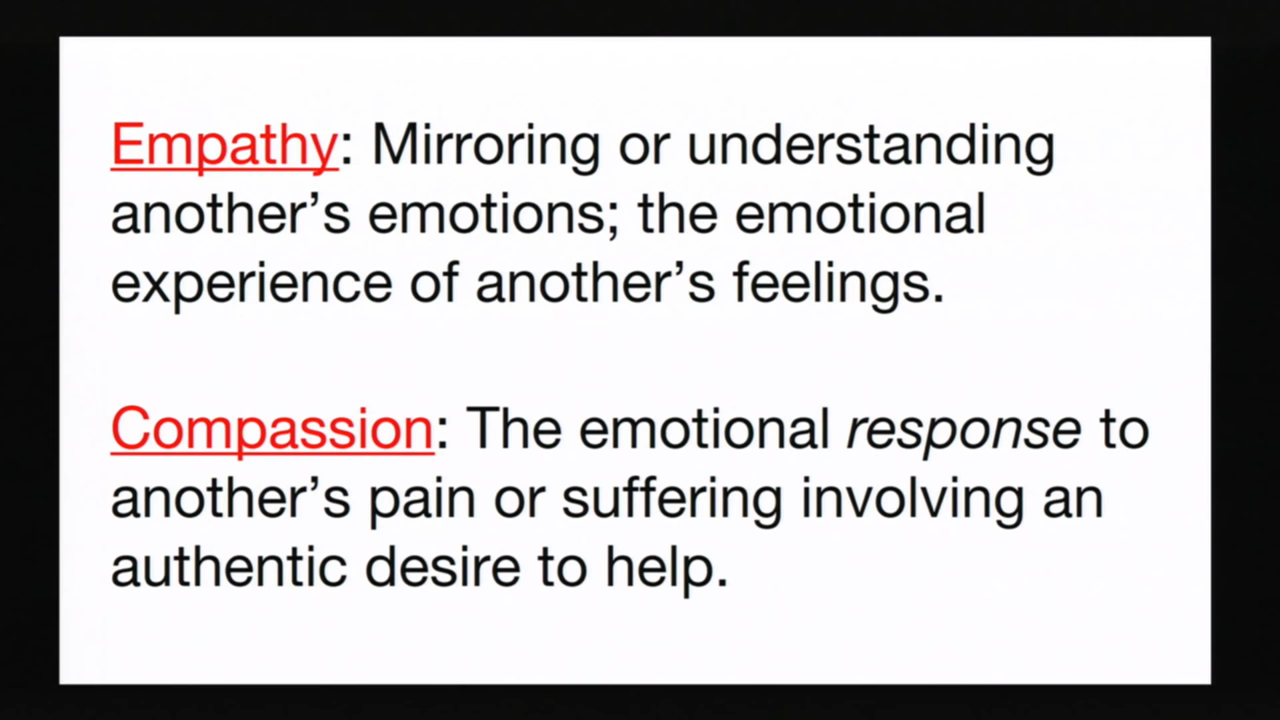 Empathy: Mirroring or understanding
another’s emotions; the emotional
experience of another’s feelings.
Compassion: The emotional response to
another’s pain or suffering involving an
authentic desire to help.